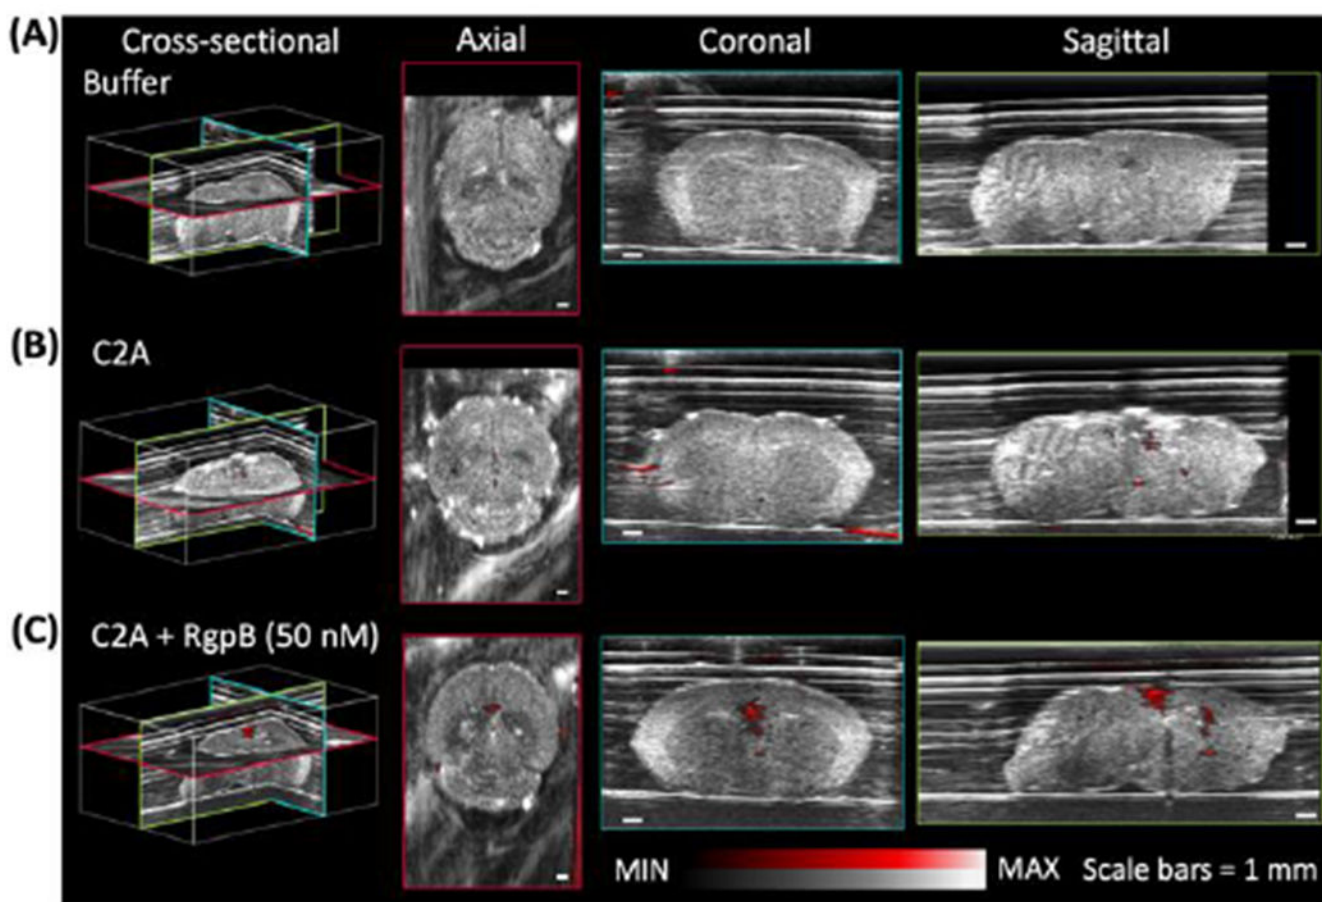 (A)
Cross-sectional
Axial
Coronal
Sagittal
Buffer
(B)
C2A
(C)
C2A + RgpB (50 nM)
MIN
MAX
Scale bars = 1 mm